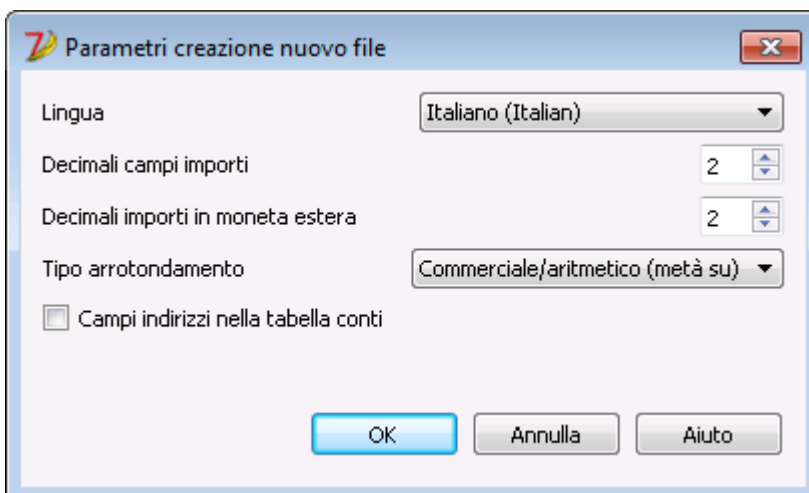 Parametri creazione nuovo file
Lingua Italiano (Italian)
Decimali campi importi 2
Decimali importi in moneta estera 2
Tipo arrotondamento Commerciale/aritmetico (metà su)
Campi indirizzi nella tabella conti
OK Annulla Aiuto